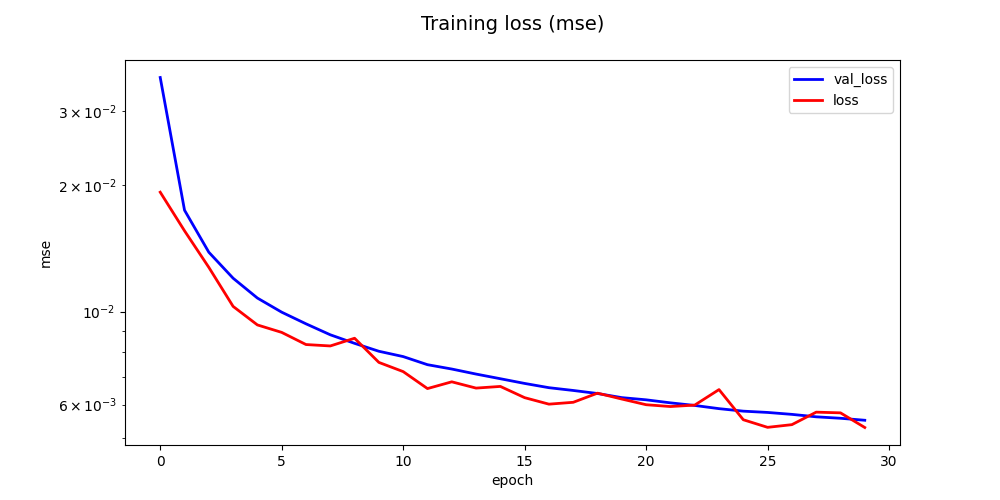 Training loss (mse)
val_loss
loss
3 × 10⁻²
2 × 10⁻²
10⁻²
6 × 10⁻³
mse
0 5 10 15 20 25 30
epoch